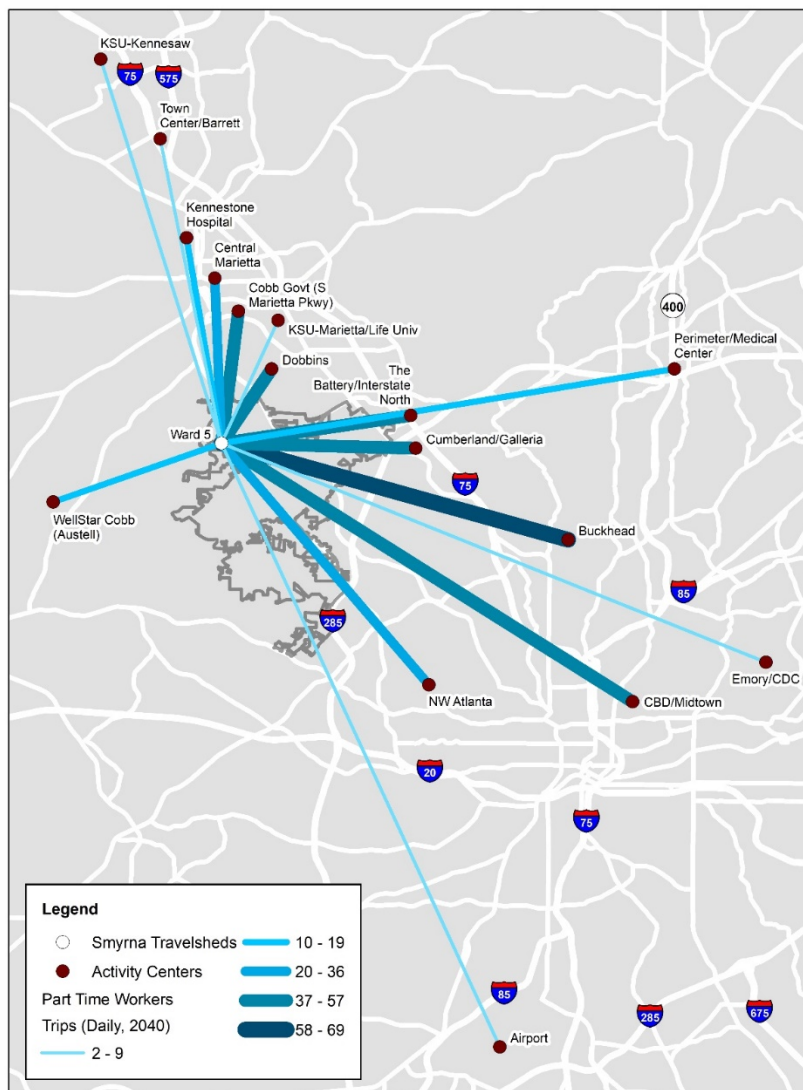 KSU-Kennesaw
75
575
Town
Center/Barrett
Kennestone
Hospital
Central
Marietta
Cobb Govt (S
Marietta Pkwy)
400
KSU-Marietta/Life Univ
Perimeter/Medical
Center
Dobbins
The
Battery/Interstate
North
Ward 5
Cumberland/Galleria
75
WellStar Cobb
(Austell)
Buckhead
85
285
Emory/CDC
NW Atlanta
CBD/Midtown
20
75
Legend
Smyrna Travelsheds
Activity Centers
Part Time Workers
Trips (Daily, 2040)
2 - 9
10 - 19
20 - 36
37 - 57
58 - 69
85
285
675
Airport